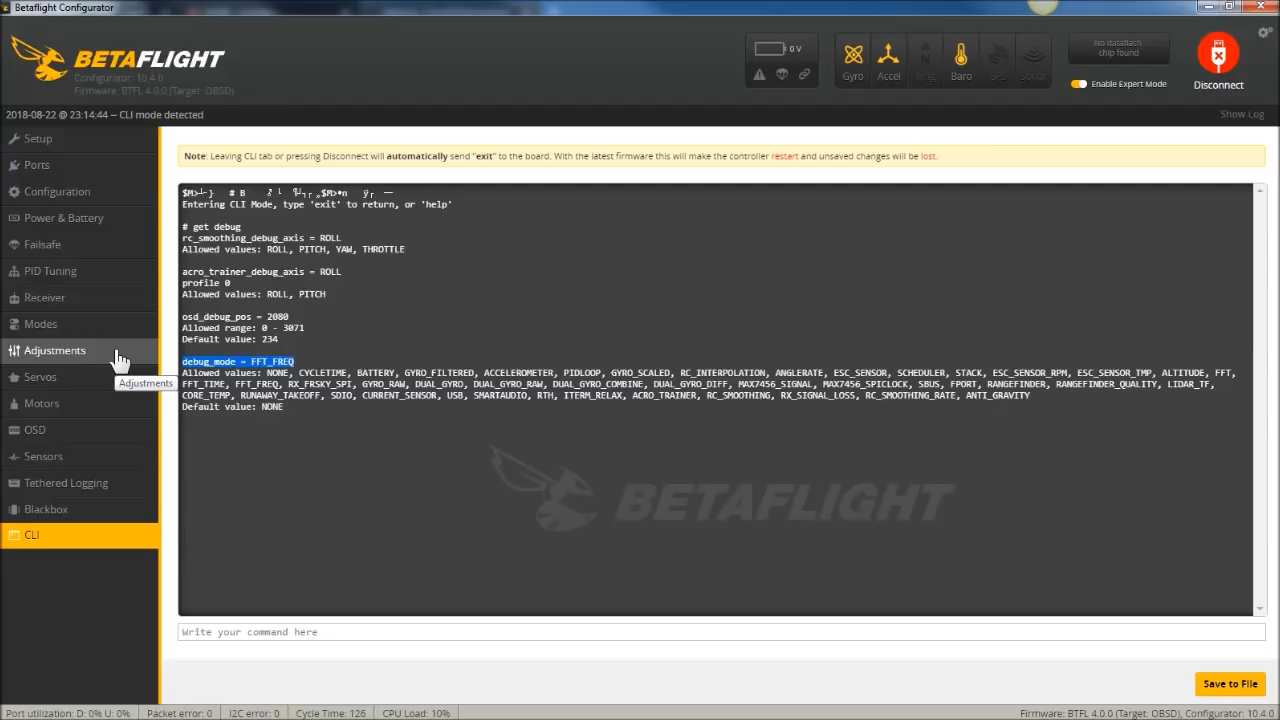 Betaflight Configurator
BETAFLIGHT
Configurator: 10.4.0
Firmware: BTFL 4.0.0 (Target: OBSD)
0 V
Gyro
Accel
Mag
Baro
GPS
Sonar
No dataflash
chip found
Enable Expert Mode
Disconnect
2018-08-22 @ 23:14:44 -- CLI mode detected
Show Log
Setup
Ports
Configuration
Power & Battery
Failsafe
PID Tuning
Receiver
Modes
Adjustments
Adjustments
Servos
Motors
OSD
Sensors
Tethered Logging
Blackbox
CLI
Note: Leaving CLI tab or pressing Disconnect will automatically send "exit" to the board. With the latest firmware this will make the controller restart and unsaved changes will be lost.
Entering CLI Mode, type 'exit' to return, or 'help'
# get debug
rc_smoothing_debug_axis = ROLL
Allowed values: ROLL, PITCH, YAW, THROTTLE
acro_trainer_debug_axis = ROLL
profile 0
Allowed values: ROLL, PITCH
osd_debug_pos = 2080
Allowed range: 0 - 3071
Default value: 234
debug_mode = FFT_FREQ
Allowed values: NONE, CYCLETIME, BATTERY, GYRO_FILTERED, ACCELEROMETER, PIDLOOP, GYRO_SCALED, RC_INTERPOLATION, ANGLERATE, ESC_SENSOR, SCHEDULER, STACK, ESC_SENSOR_RPM, ESC_SENSOR_TMP, ALTITUDE, FFT,
FFT_TIME, FFT_FREQ, RX_FRSKY_SPI, GYRO_RAW, DUAL_GYRO, DUAL_GYRO_RAW, DUAL_GYRO_COMBINE, DUAL_GYRO_DIFF, MAX7456_SIGNAL, MAX7456_SPICLOCK, SBUS, FPORT, RANGEFINDER, RANGEFINDER_QUALITY, LIDAR_TF,
CORE_TEMP, RUNAWAY_TAKEOFF, SDIO, CURRENT_SENSOR, USB, SMARTAUDIO, RTH, ITERM_RELAX, ACRO_TRAINER, RC_SMOOTHING, RX_SIGNAL_LOSS, RC_SMOOTHING_RATE, ANTI_GRAVITY
Default value: NONE
BETAFLIGHT
Write your command here
Save to File
Port utilization: D: 0% U: 0%
Packet error: 0
I2C error: 0
Cycle Time: 126
CPU Load: 10%
Firmware: BTFL 4.0.0 (Target: OBSD), Configurator: 10.4.0